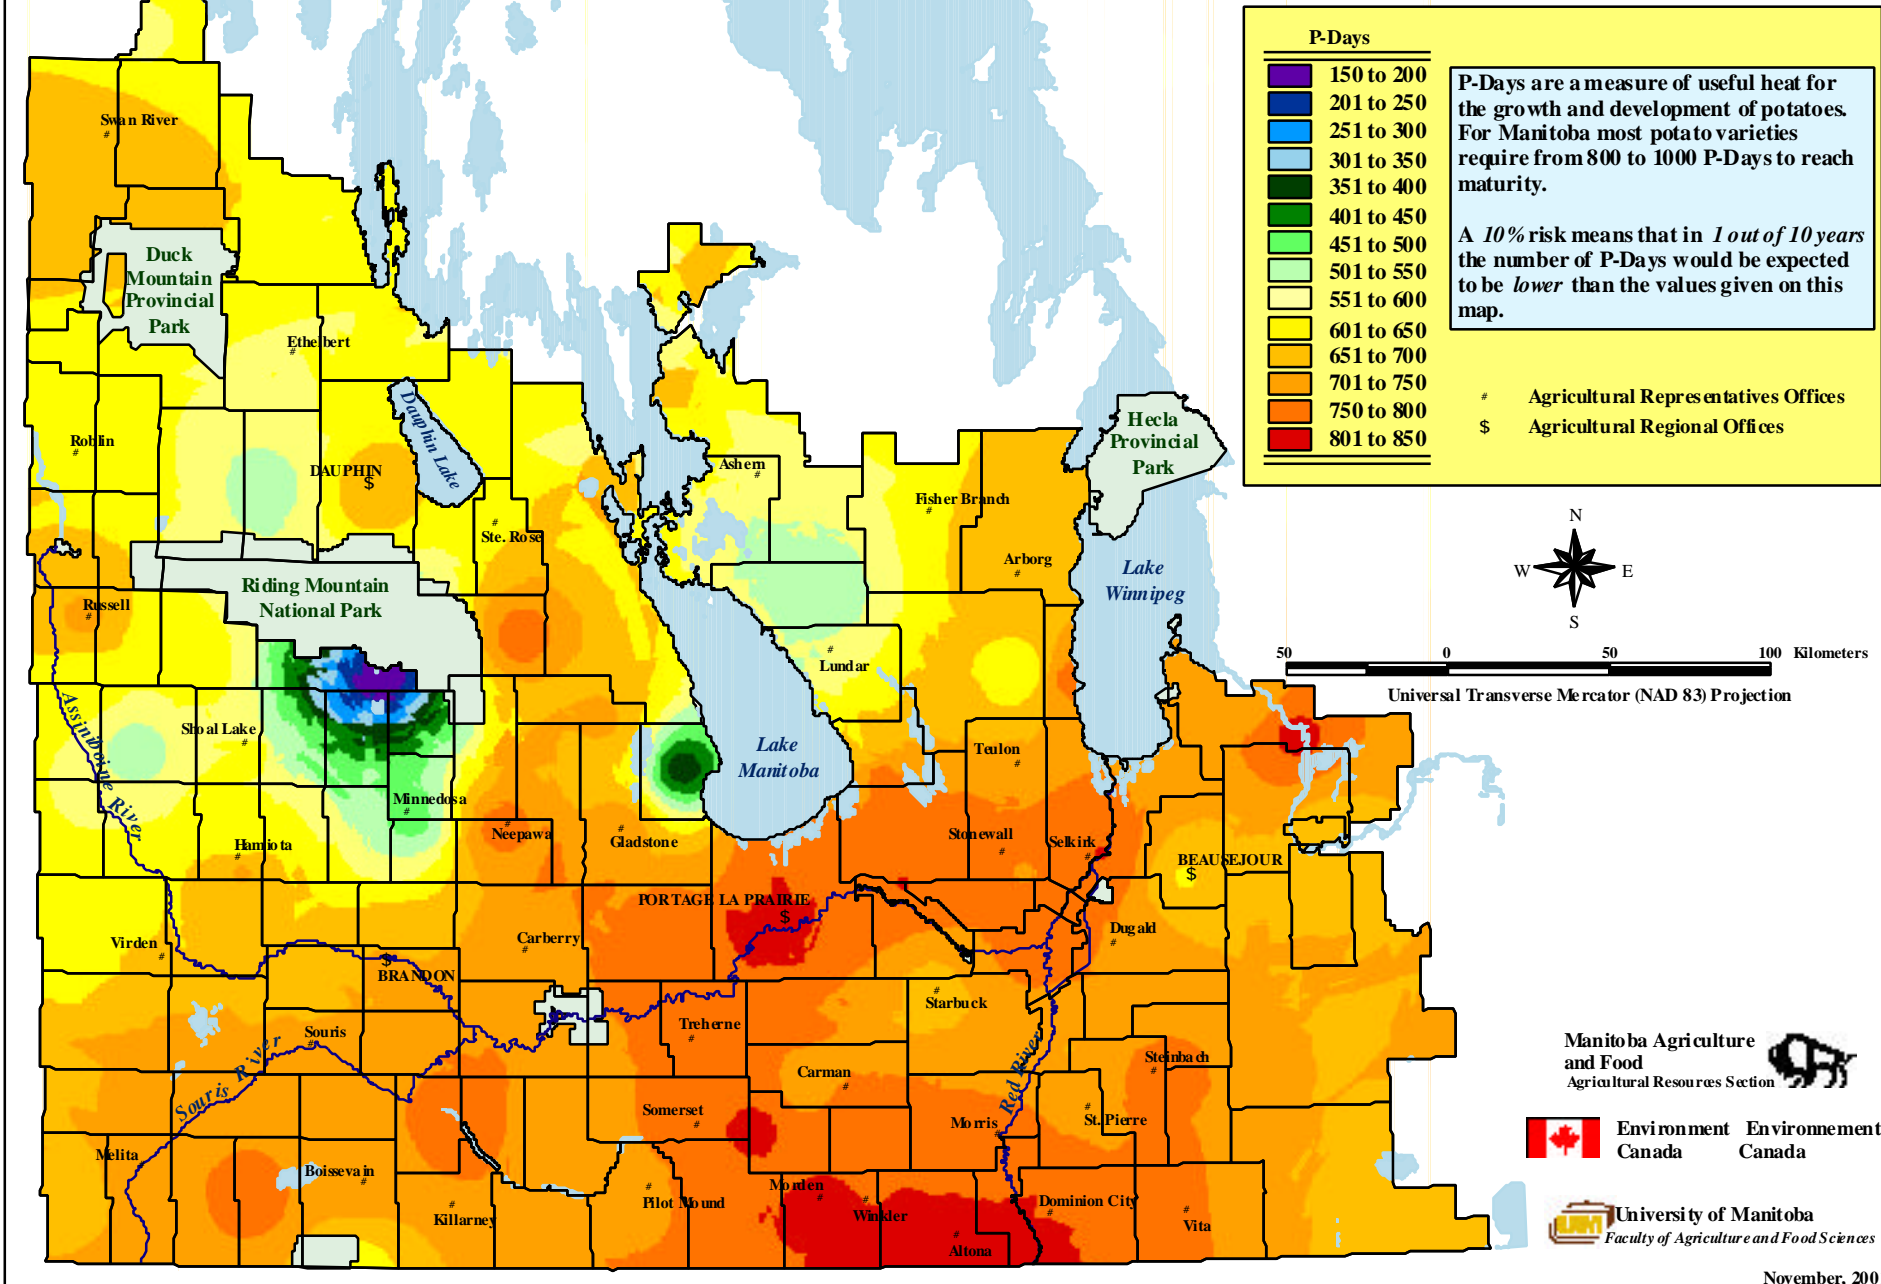 P-Days
150 to 200
201 to 250
251 to 300
301 to 350
351 to 400
401 to 450
451 to 500
501 to 550
551 to 600
601 to 650
651 to 700
701 to 750
750 to 800
801 to 850
P-Days are a measure of useful heat for
the growth and development of potatoes.
For Manitoba most potato varieties
require from 800 to 1000 P-Days to reach
maturity.
A 10% risk means that in 1 out of 10 years
the number of P-Days would be expected
to be lower than the values given on this
map.
# Agricultural Representatives Offices
$ Agricultural Regional Offices
Swan River
Duck
Mountain
Provincial
Park
Ethelbert
Dauphin Lake
Roblin
DAUPHIN
$
Ste. Rose
Ashern
Fisher Branch
Hecla
Provincial
Park
Arborg
Lake
Winnipeg
Riding Mountain
National Park
Russell
Lundar
N
W E
S
50 0 50 100 Kilometers
Universal Transverse Mercator (NAD 83) Projection
Assiniboine River
Shoal Lake
Lake
Manitoba
Teulon
Minnedosa
Neepawa
Gladstone
Stonewall
Selkirk
Hamiota
BEAUSEJOUR
$
PORTAGE LA PRAIRIE
$
Virden
Carberry
Dugald
$
BRANDON
Starbuck
Souris
Treherne
Souris River
Red River
Steinbach
Carman
Somerset
Morris
St. Pierre
Melita
Boissevain
Killarney
Pilot Mound
Morden
Winkler
Altona
Dominion City
Vita
Manitoba Agriculture
and Food
Agricultural Resources Section
Environment Environnement
Canada Canada
University of Manitoba
Faculty of Agriculture and Food Sciences
November, 200